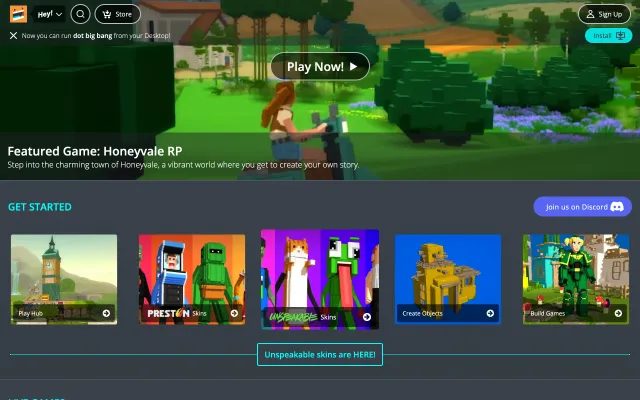 Hey!
Store
Sign Up
Now you can run dot big bang from your Desktop!
Install
Play Now!
Featured Game: Honeyvale RP
Step into the charming town of Honeyvale, a vibrant world where you get to create your own story.
GET STARTED
Join us on Discord
Play Hub
PRESTON Skins
UNSPEAKABLE Skins
Create Objects
Build Games
Unspeakable skins are HERE!